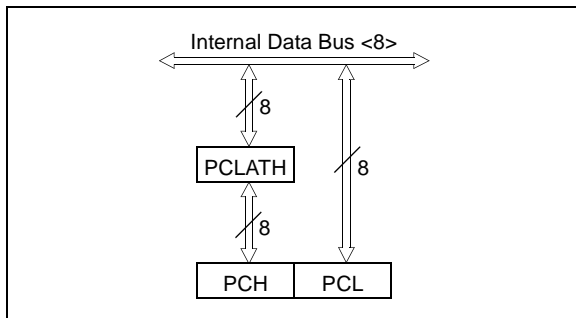 Internal Data Bus <8>
8
PCLATH
8
8
PCH PCL